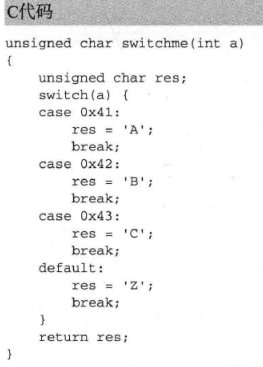 C代码
unsigned char switchme(int a)
{
    unsigned char res;
    switch(a) {
    case 0x41:
        res = 'A';
        break;
    case 0x42:
        res = 'B';
        break;
    case 0x43:
        res = 'C';
        break;
    default:
        res = 'Z';
        break;
    }
    return res;
}